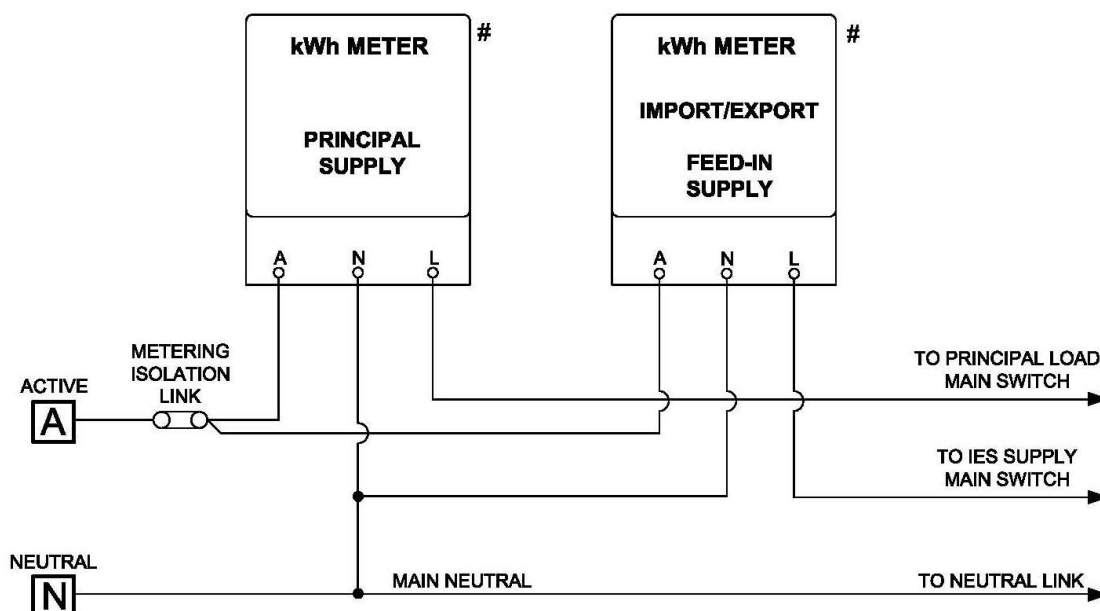 kWh METER
#
PRINCIPAL
SUPPLY
A N L
kWh METER
#
IMPORT/EXPORT
FEED-IN
SUPPLY
A N L
METERING
ISOLATION
LINK
ACTIVE
A
TO PRINCIPAL LOAD
MAIN SWITCH
TO IES SUPPLY
MAIN SWITCH
NEUTRAL
N
MAIN NEUTRAL
TO NEUTRAL LINK